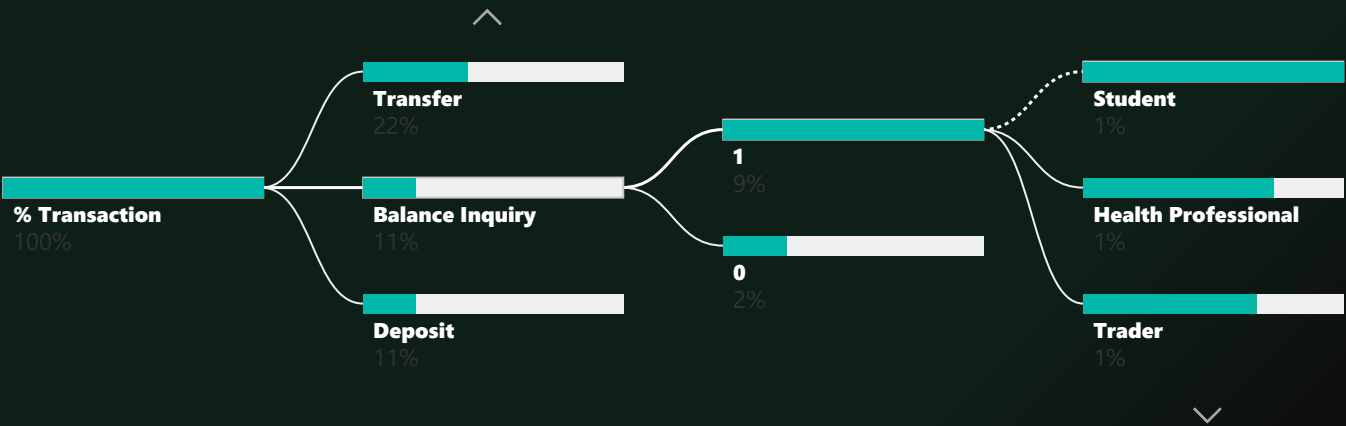 % Transaction
100%
Transfer
22%
Balance Inquiry
11%
Deposit
11%
1
9%
0
2%
Student
1%
Health Professional
1%
Trader
1%